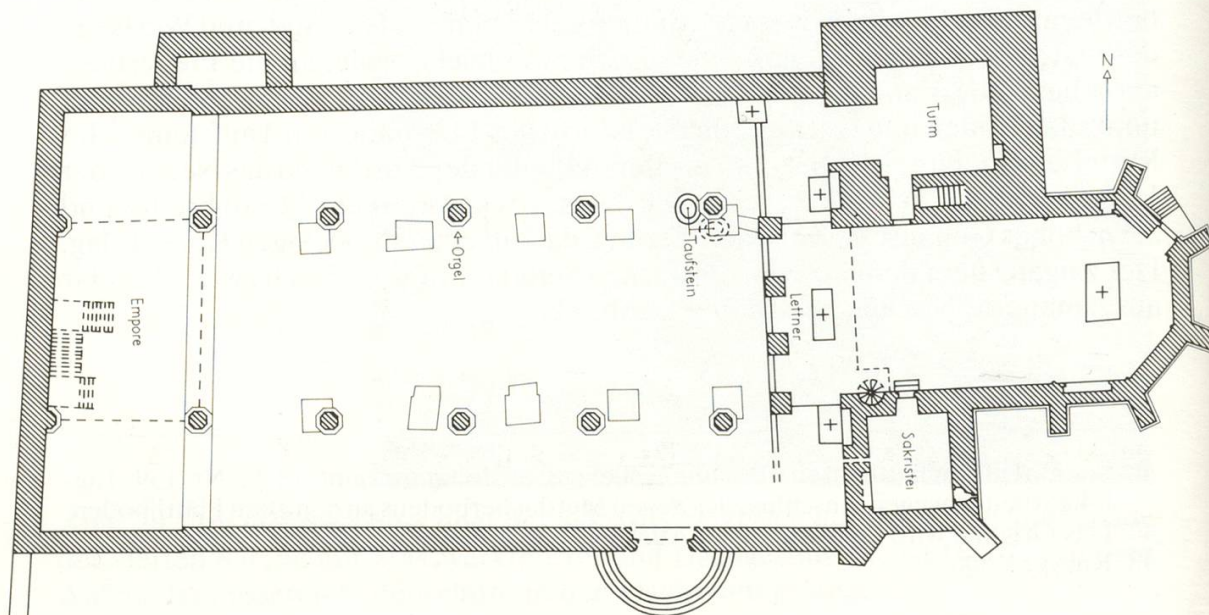 N
Turm
Empore
Orgel
Taufstein
Lettner
Sakristei